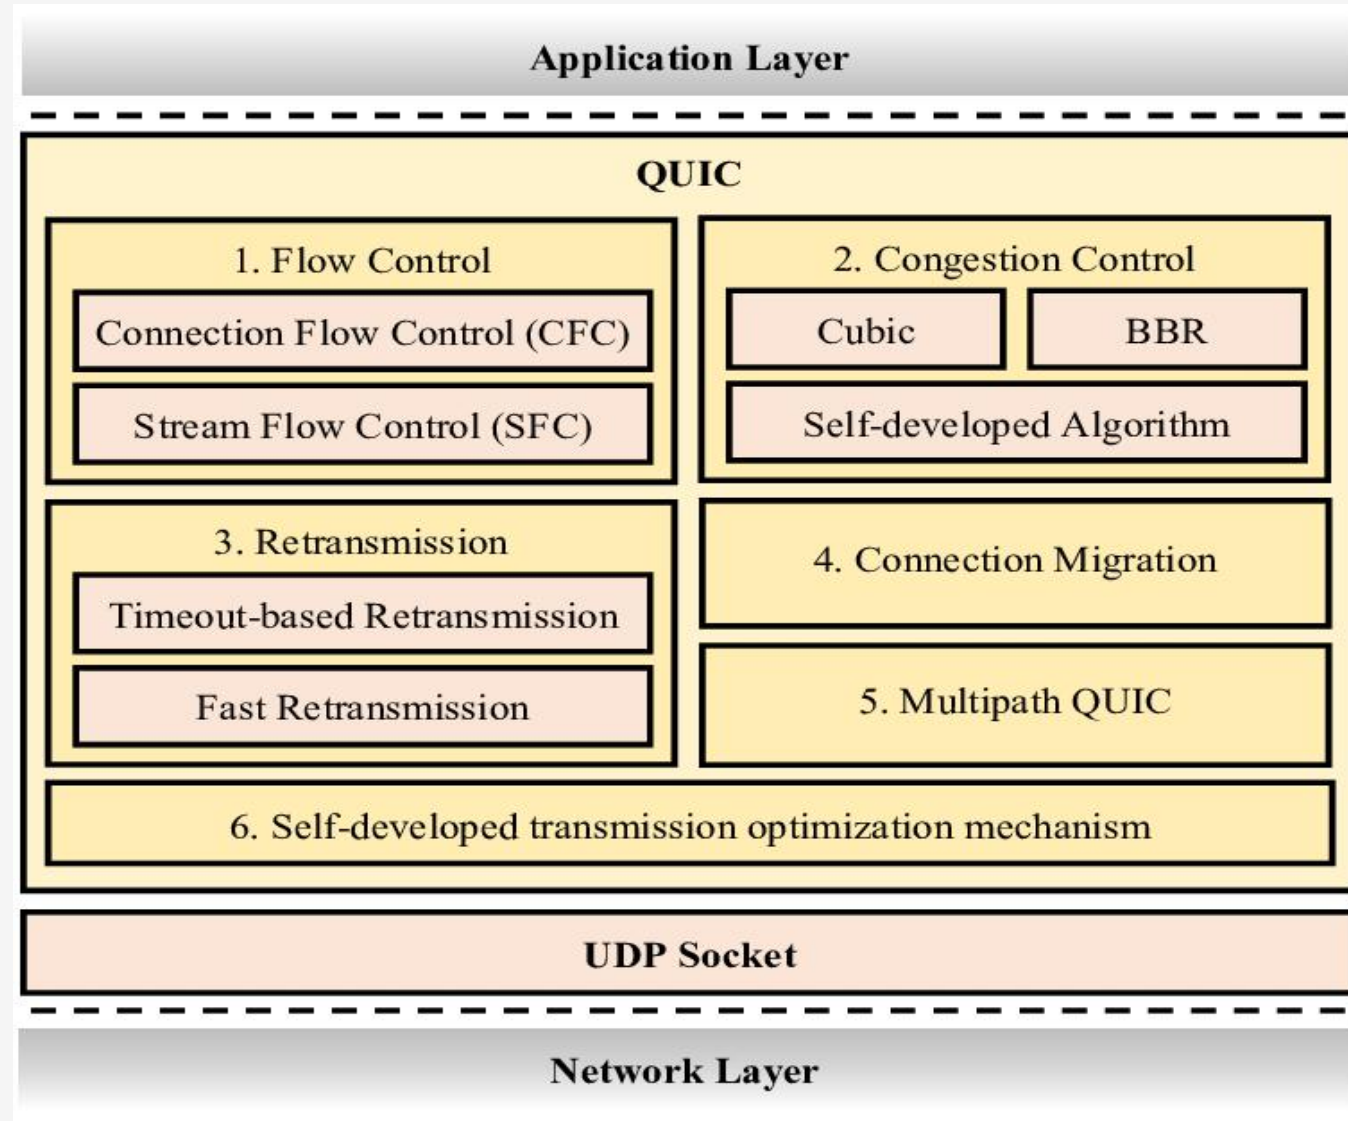 Application Layer
QUIC
1. Flow Control
Connection Flow Control (CFC)
Stream Flow Control (SFC)
2. Congestion Control
Cubic
BBR
Self-developed Algorithm
3. Retransmission
Timeout-based Retransmission
Fast Retransmission
4. Connection Migration
5. Multipath QUIC
6. Self-developed transmission optimization mechanism
UDP Socket
Network Layer